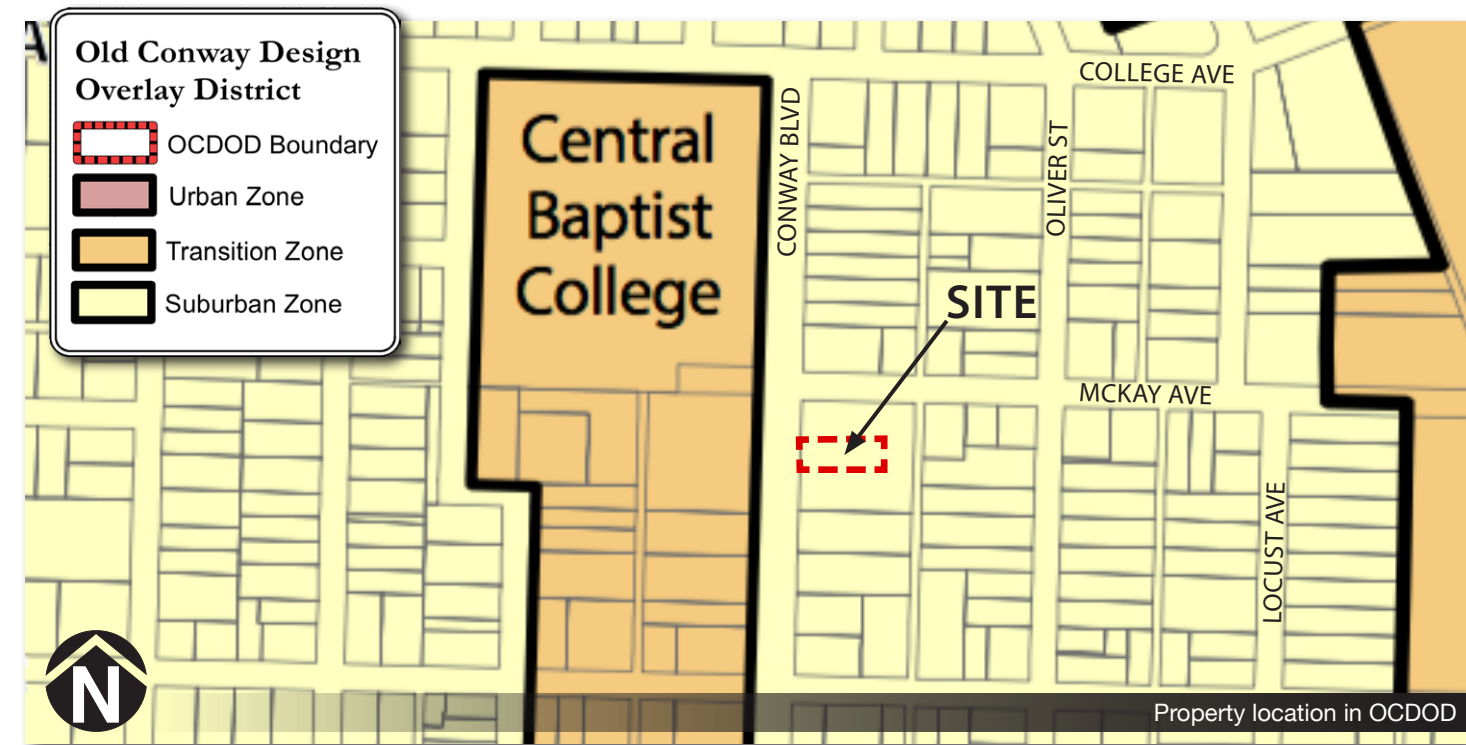 A
Old Conway Design
Overlay District
OCDOD Boundary
Urban Zone
Transition Zone
Suburban Zone
Central
Baptist
College
CONWAY BLVD
COLLEGE AVE
OLIVER ST
SITE
MCKAY AVE
LOCUST AVE
N
Property location in OCDOD